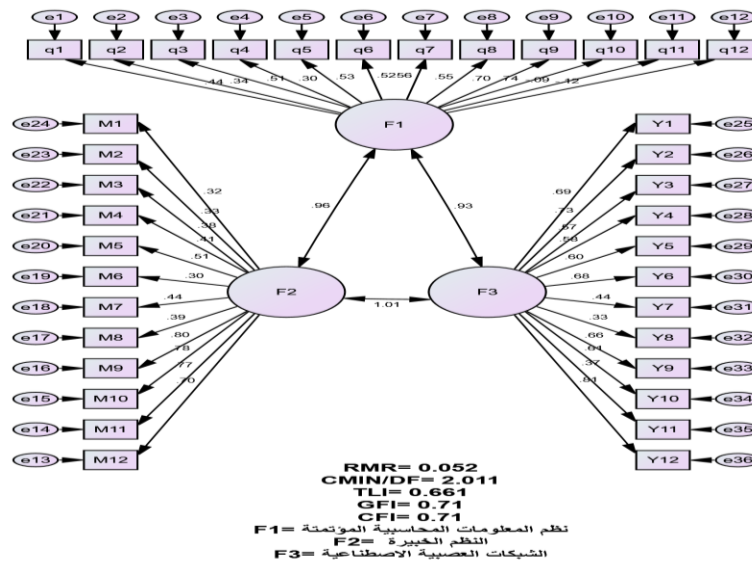 e1 e2 e3 e4 e5 e6 e7 e8 e9 e10 e11 e12
q1 q2 q3 q4 q5 q6 q7 q8 q9 q10 q11 q12
.44 .34 .51 .30 .53 .52 56 .55 .70 .74 -.09 -.12
F1
e24 M1 Y1 e25
e23 M2 Y2 e26
e22 M3 Y3 e27
e21 M4 Y4 e28
e20 M5 Y5 e29
e19 M6 Y6 e30
e18 M7 Y7 e31
e17 M8 Y8 e32
e16 M9 Y9 e33
e15 M10 Y10 e34
e14 M11 Y11 e35
e13 M12 Y12 e36
.32 .69
.33 .73
.38 .57
.41 .58
.51 .60
.30 .68
.44 .44
.39 .33
.80 .66
.78
.77 .37
.70
.96 .93
F2 F3
1.01
RMR= 0.052
CMIN/DF= 2.011
TLI= 0.661
GFI= 0.71
CFI= 0.71
نظم المعلومات المحاسبية المؤتمتة =F1
النظم الخبيرة =F2
الشبكات العصبية الاصطناعية =F3